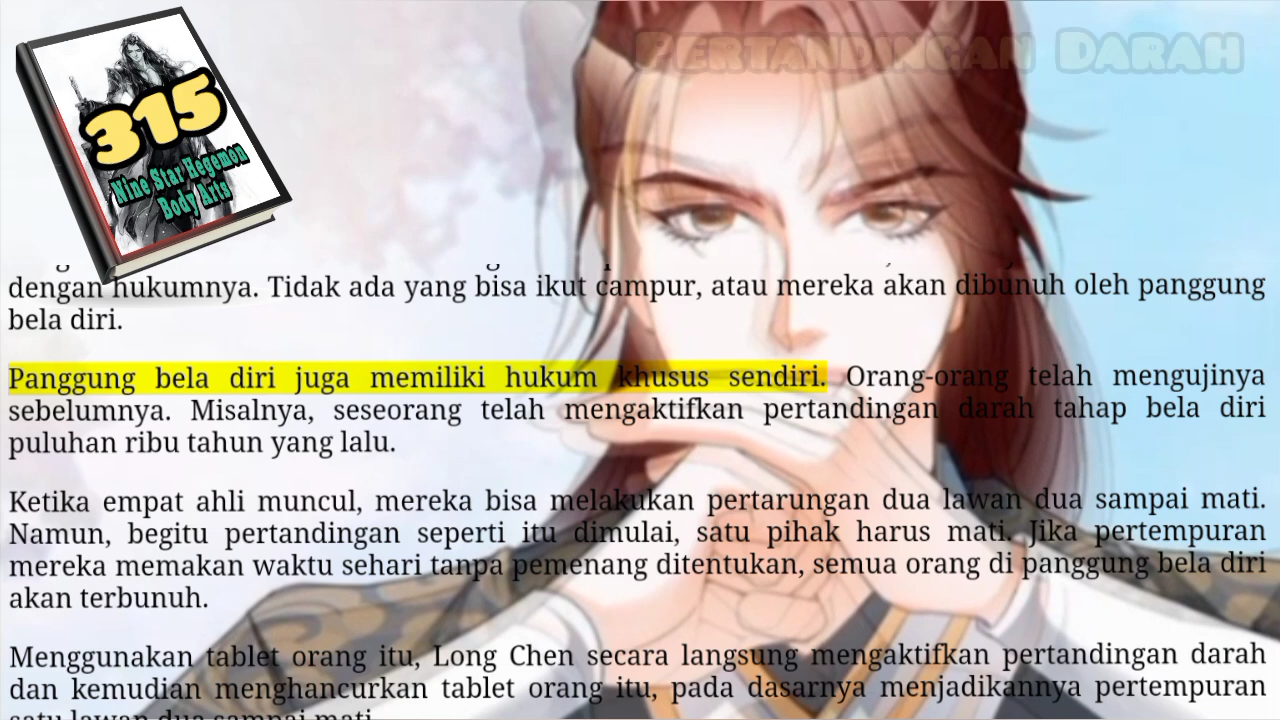 PERTANDINGAN DARAH
315
Nine Star Hegemon
Body Arts
dengan hukumnya. Tidak ada yang bisa ikut campur, atau mereka akan dibunuh oleh panggung
bela diri.
Panggung bela diri juga memiliki hukum khusus sendiri. Orang-orang telah mengujinya
sebelumnya. Misalnya, seseorang telah mengaktifkan pertandingan darah tahap bela diri
puluhan ribu tahun yang lalu.
Ketika empat ahli muncul, mereka bisa melakukan pertarungan dua lawan dua sampai mati.
Namun, begitu pertandingan seperti itu dimulai, satu pihak harus mati. Jika pertempuran
mereka memakan waktu sehari tanpa pemenang ditentukan, semua orang di panggung bela diri
akan terbunuh.
Menggunakan tablet orang itu, Long Chen secara langsung mengaktifkan pertandingan darah
dan kemudian menghancurkan tablet orang itu, pada dasarnya menjadikannya pertempuran
satu lawan dua sampai mati